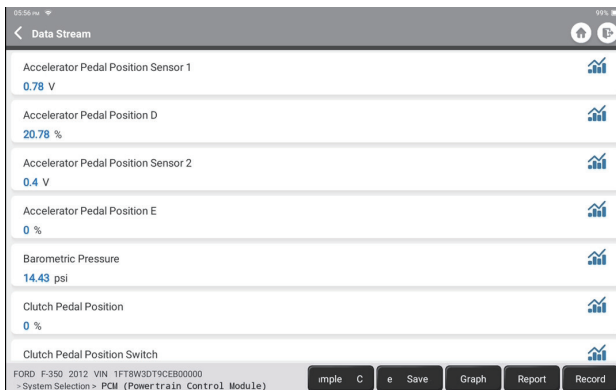 05:56 PM 99%
Data Stream
Accelerator Pedal Position Sensor 1
0.78 V
Accelerator Pedal Position D
20.78 %
Accelerator Pedal Position Sensor 2
0.4 V
Accelerator Pedal Position E
0 %
Barometric Pressure
14.43 psi
Clutch Pedal Position
0 %
Clutch Pedal Position Switch
FORD F-350 2012 VIN 1FT8W3DT9CEB00000
> System Selection > PCM (Powertrain Control Module)
mple C e Save Graph Report Record